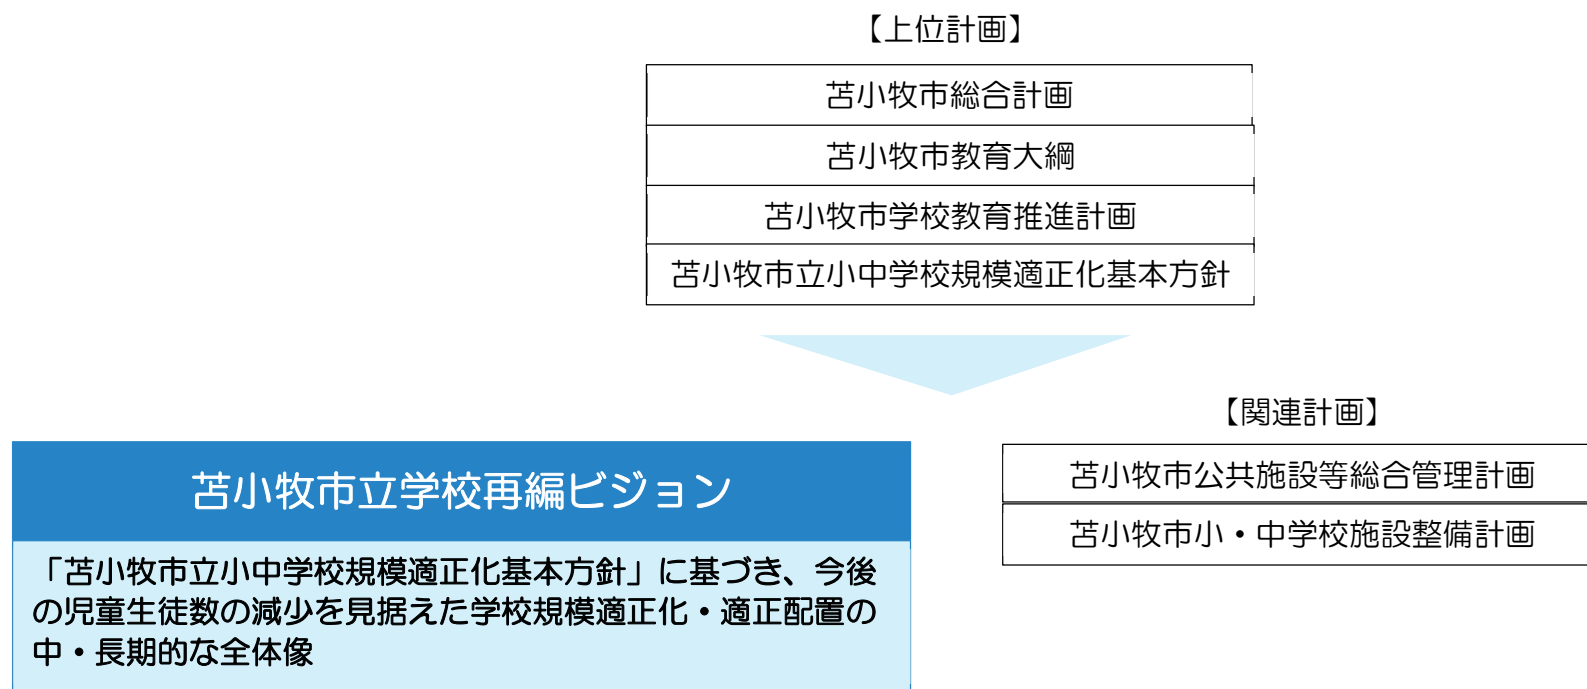 【上位計画】
苫小牧市総合計画
苫小牧市教育大綱
苫小牧市学校教育推進計画
苫小牧市立小中学校規模適正化基本方針
【関連計画】
苫小牧市公共施設等総合管理計画
苫小牧市小・中学校施設整備計画
苫小牧市立学校再編ビジョン
「苫小牧市立小中学校規模適正化基本方針」に基づき、今後
の児童生徒数の減少を見据えた学校規模適正化・適正配置の
中・長期的な全体像